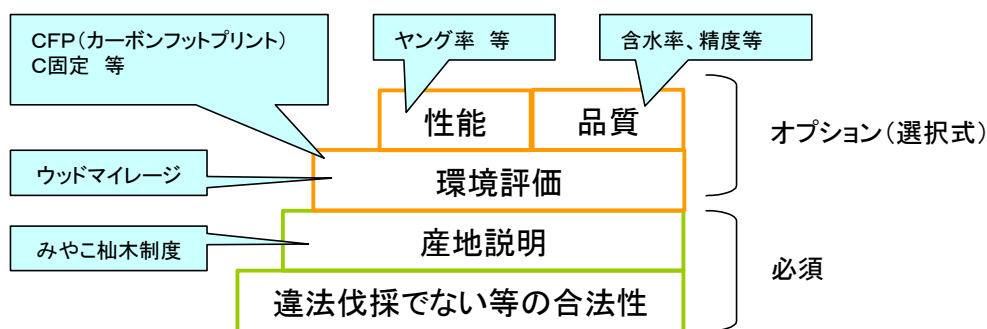 CFP(カーボンフットプリント)
C固定 等
ヤング率 等
含水率、精度等
性能
品質
オプション(選択式)
ウッドマイレージ
環境評価
みやこ杣木制度
産地説明
必須
違法伐採でない等の合法性